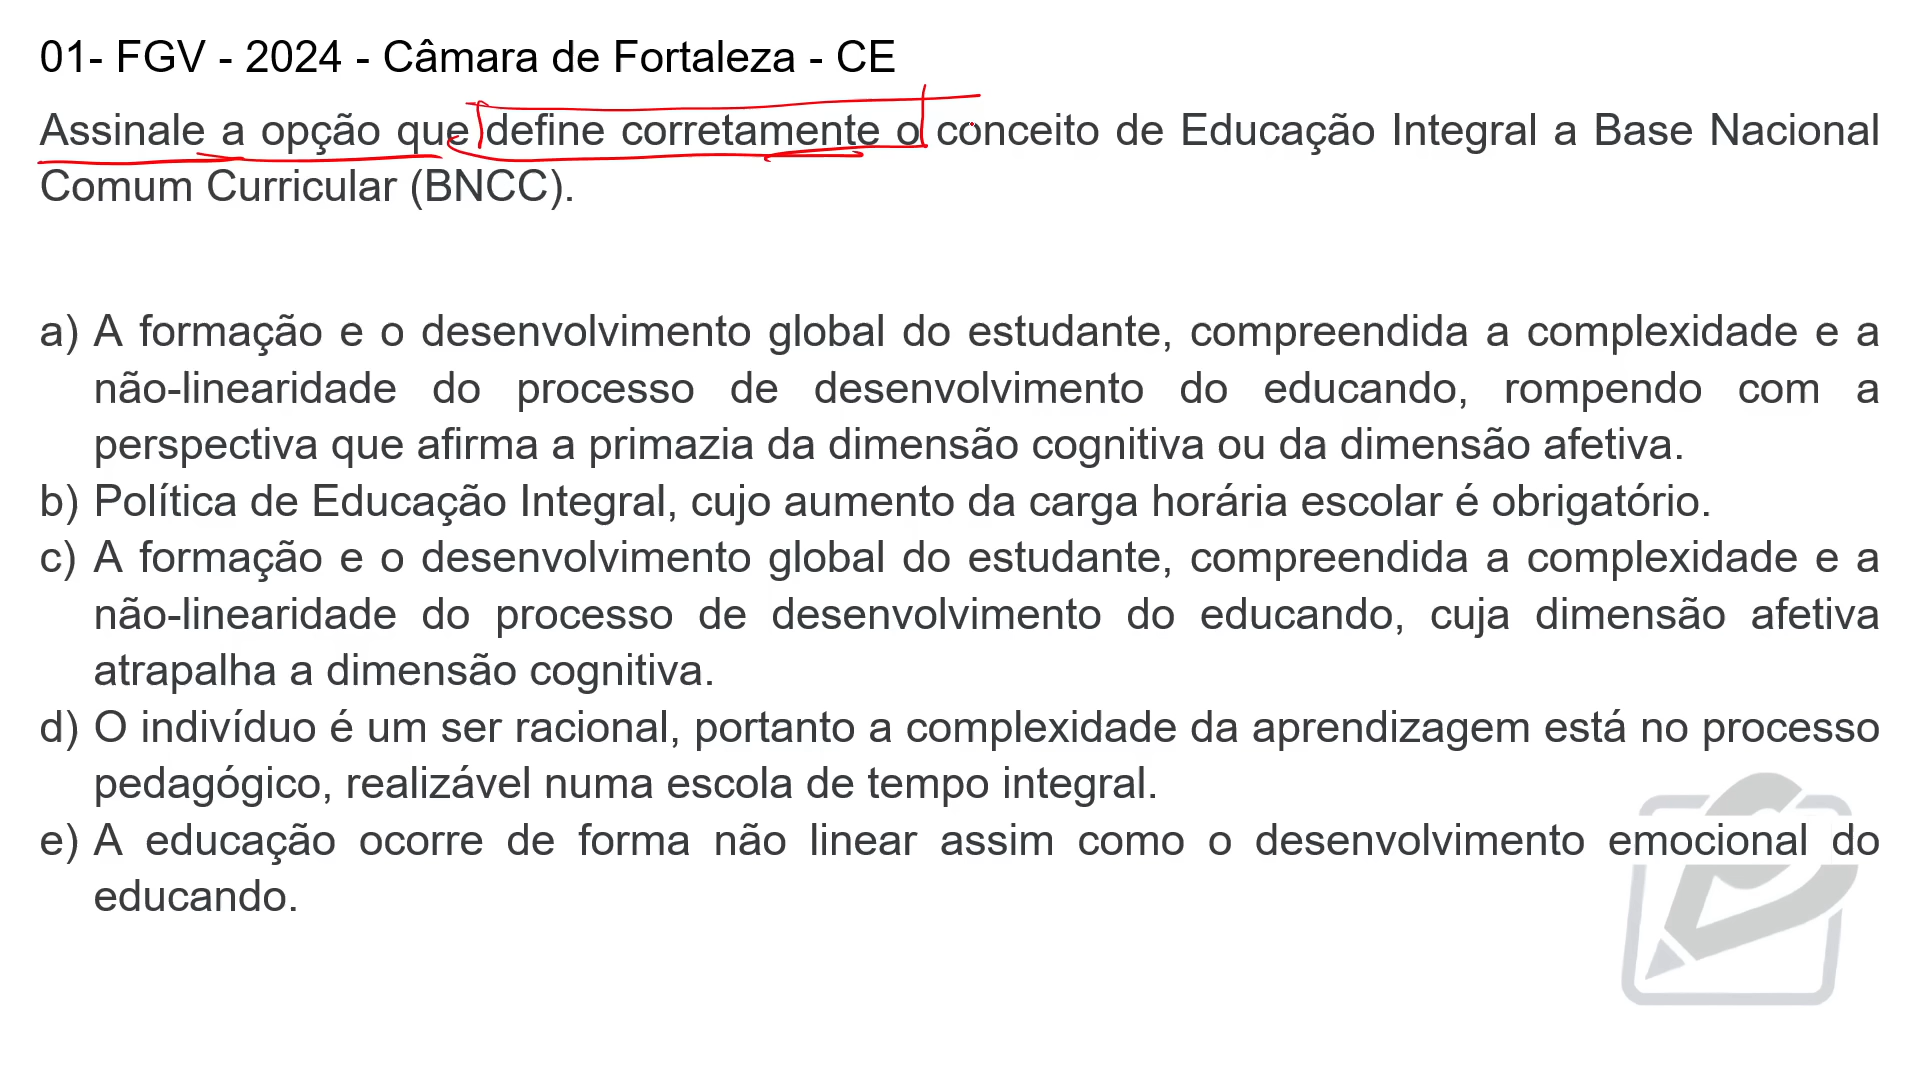 01- FGV - 2024 - Câmara de Fortaleza - CE
Assinale a opção que define corretamente o conceito de Educação Integral a Base Nacional
Comum Curricular (BNCC).
a) A formação e o desenvolvimento global do estudante, compreendida a complexidade e a
não-linearidade do processo de desenvolvimento do educando, rompendo com a
perspectiva que afirma a primazia da dimensão cognitiva ou da dimensão afetiva.
b) Política de Educação Integral, cujo aumento da carga horária escolar é obrigatório.
c) A formação e o desenvolvimento global do estudante, compreendida a complexidade e a
não-linearidade do processo de desenvolvimento do educando, cuja dimensão afetiva
atrapalha a dimensão cognitiva.
d) O indivíduo é um ser racional, portanto a complexidade da aprendizagem está no processo
pedagógico, realizável numa escola de tempo integral.
e) A educação ocorre de forma não linear assim como o desenvolvimento emocional do
educando.